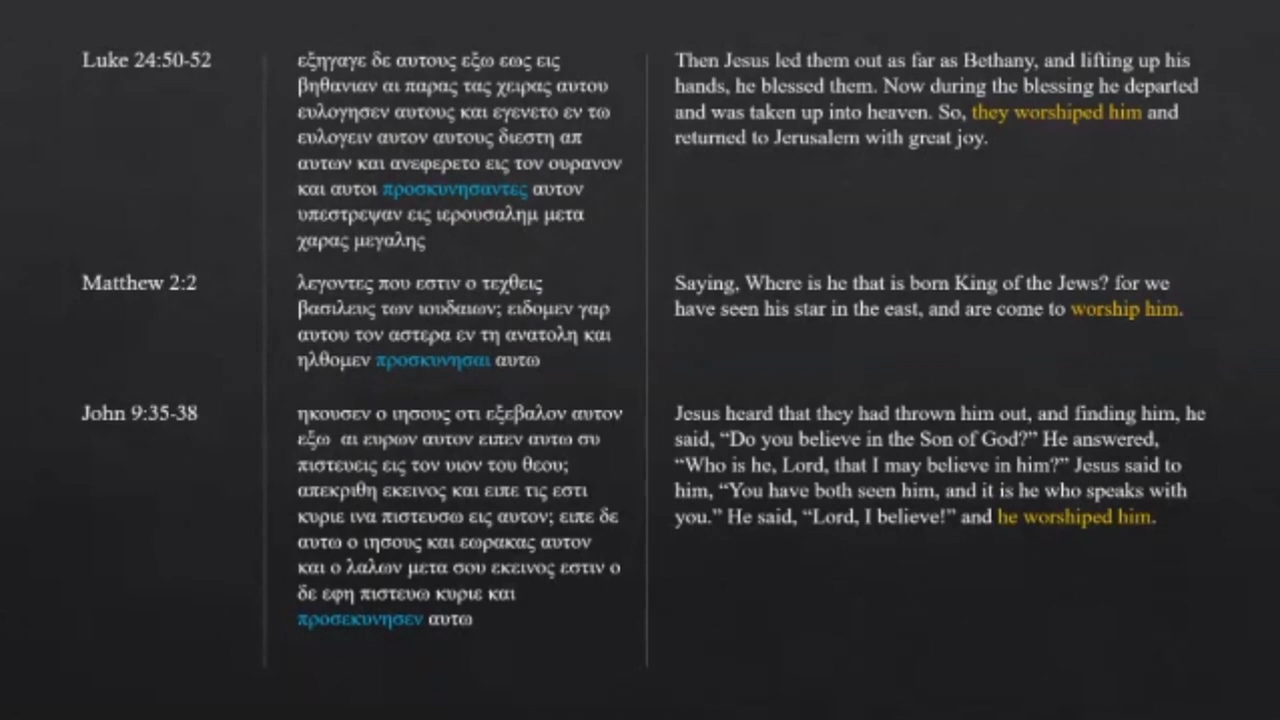 Luke 24:50-52
εξηγαγε δε αυτους εξω εως εις
βηθανιαν αι παρας τας χειρας αυτου
ευλογησεν αυτους και εγενετο εν τω
ευλογειν αυτον αυτους διεστη απ
αυτων και ανεφερετο εις τον ουρανον
και αυτοι προσκυνησαντες αυτον
υπεστρεψαν εις ιερουσαλημ μετα
χαρας μεγαλης
Then Jesus led them out as far as Bethany, and lifting up his
hands, he blessed them. Now during the blessing he departed
and was taken up into heaven. So, they worshiped him and
returned to Jerusalem with great joy.
Matthew 2:2
λεγοντες που εστιν ο τεχθεις
βασιλευς των ιουδαιων; ειδομεν γαρ
αυτου τον αστερα εν τη ανατολη και
ηλθομεν προσκυνησαι αυτω
Saying, Where is he that is born King of the Jews? for we
have seen his star in the east, and are come to worship him.
John 9:35-38
ηκουσεν ο ιησους οτι εξεβαλον αυτον
εξω αι ευρων αυτον ειπεν αυτω συ
πιστευεις εις τον υιον του θεου;
απεκριθη εκεινος και ειπε τις εστι
κυριε ινα πιστευσω εις αυτον; ειπε δε
αυτω ο ιησους και εωρακας αυτον
και ο λαλων μετα σου εκεινος εστιν ο
δε εφη πιστευω κυριε και
προσεκυνησεν αυτω
Jesus heard that they had thrown him out, and finding him, he
said, “Do you believe in the Son of God?” He answered,
“Who is he, Lord, that I may believe in him?” Jesus said to
him, “You have both seen him, and it is he who speaks with
you.” He said, “Lord, I believe!” and he worshiped him.